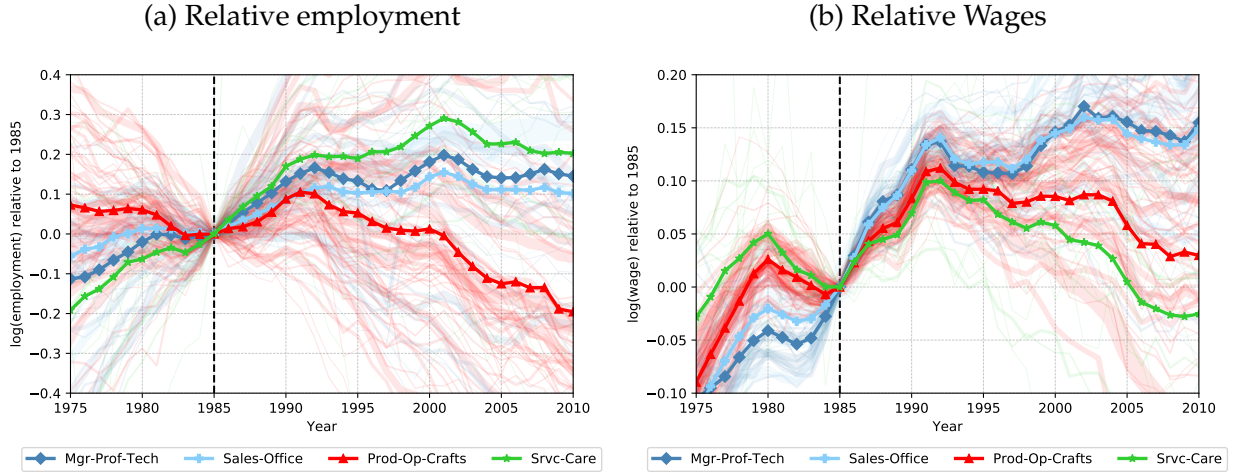 (a) Relative employment
0.4
0.3
0.2
0.1
0.0
−0.1
−0.2
−0.3
−0.4
log(employment) relative to 1985
1975 1980 1985 1990 1995 2000 2005 2010
Year
Mgr-Prof-Tech Sales-Office Prod-Op-Crafts Srvc-Care
(b) Relative Wages
0.20
0.15
0.10
0.05
0.00
−0.05
−0.10
log(wage) relative to 1985
1975 1980 1985 1990 1995 2000 2005 2010
Year
Mgr-Prof-Tech Sales-Office Prod-Op-Crafts Srvc-Care